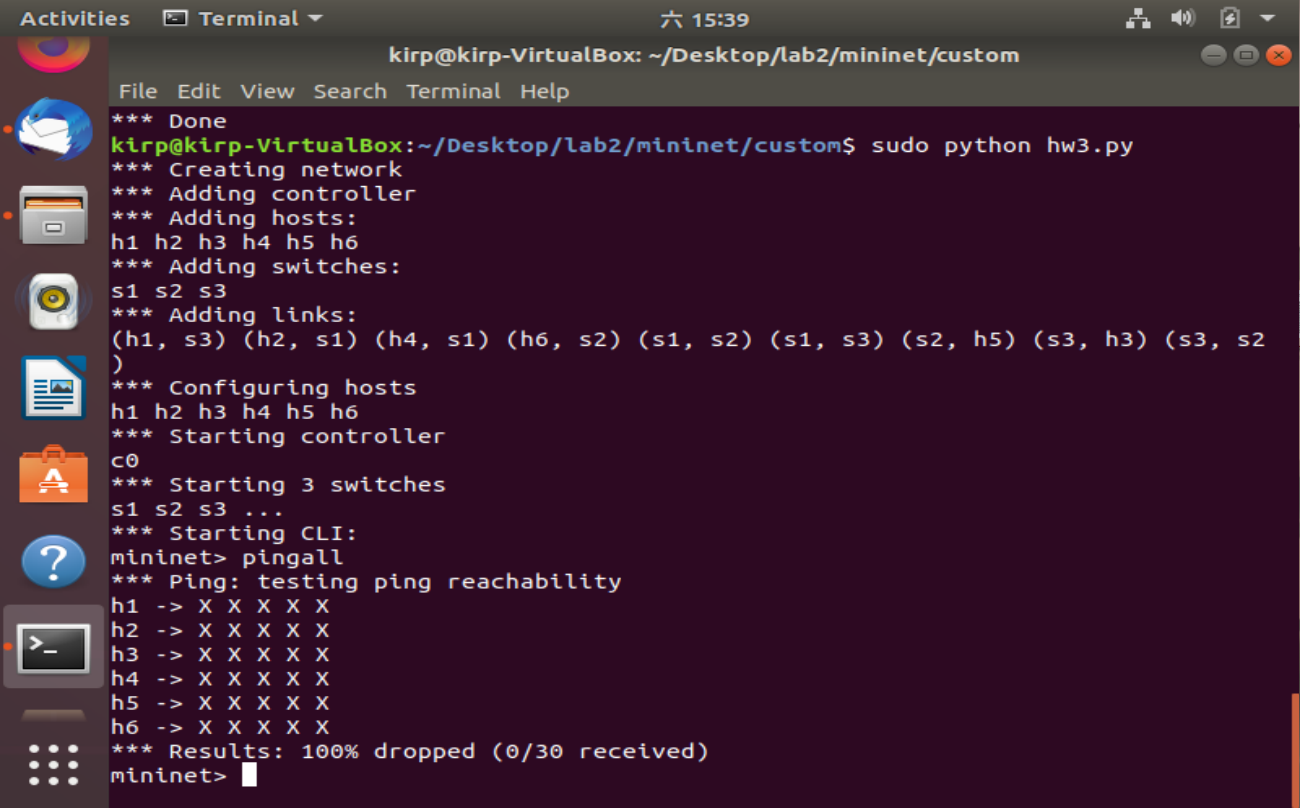 Activities Terminal 六 15:39
kirp@kirp-VirtualBox: ~/Desktop/lab2/mininet/custom
File Edit View Search Terminal Help
*** Done
kirp@kirp-VirtualBox:~/Desktop/lab2/mininet/custom$ sudo python hw3.py
*** Creating network
*** Adding controller
*** Adding hosts:
h1 h2 h3 h4 h5 h6
*** Adding switches:
s1 s2 s3
*** Adding links:
(h1, s3) (h2, s1) (h4, s1) (h6, s2) (s1, s2) (s1, s3) (s2, h5) (s3, h3) (s3, s2
)
*** Configuring hosts
h1 h2 h3 h4 h5 h6
*** Starting controller
c0
*** Starting 3 switches
s1 s2 s3 ...
*** Starting CLI:
mininet> pingall
*** Ping: testing ping reachability
h1 -> X X X X X
h2 -> X X X X X
h3 -> X X X X X
h4 -> X X X X X
h5 -> X X X X X
h6 -> X X X X X
*** Results: 100% dropped (0/30 received)
mininet>